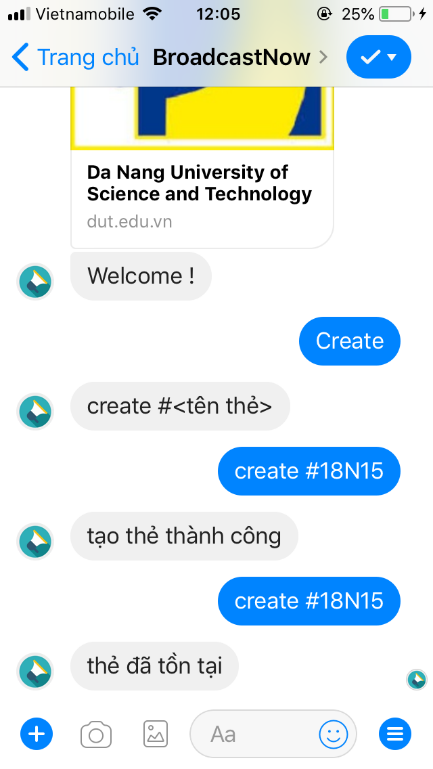 Vietnamobile 12:05 25%
Trang chủ BroadcastNow
Da Nang University of
Science and Technology
dut.edu.vn
Welcome !
Create
create #<tên thẻ>
create #18N15
tạo thẻ thành công
create #18N15
thẻ đã tồn tại
Aa